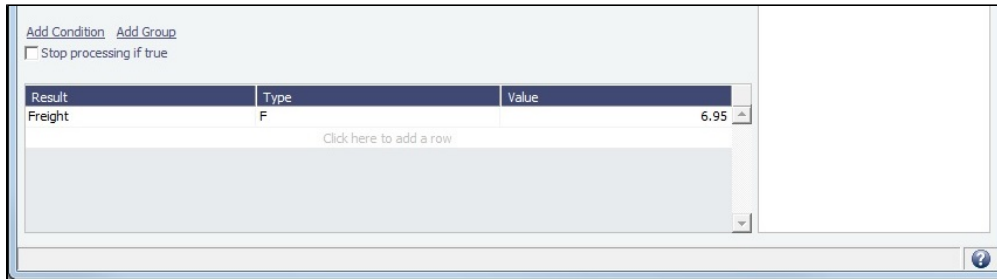 Add Condition Add Group
Stop processing if true
Result Type Value
Freight F 6.95
Click here to add a row
?